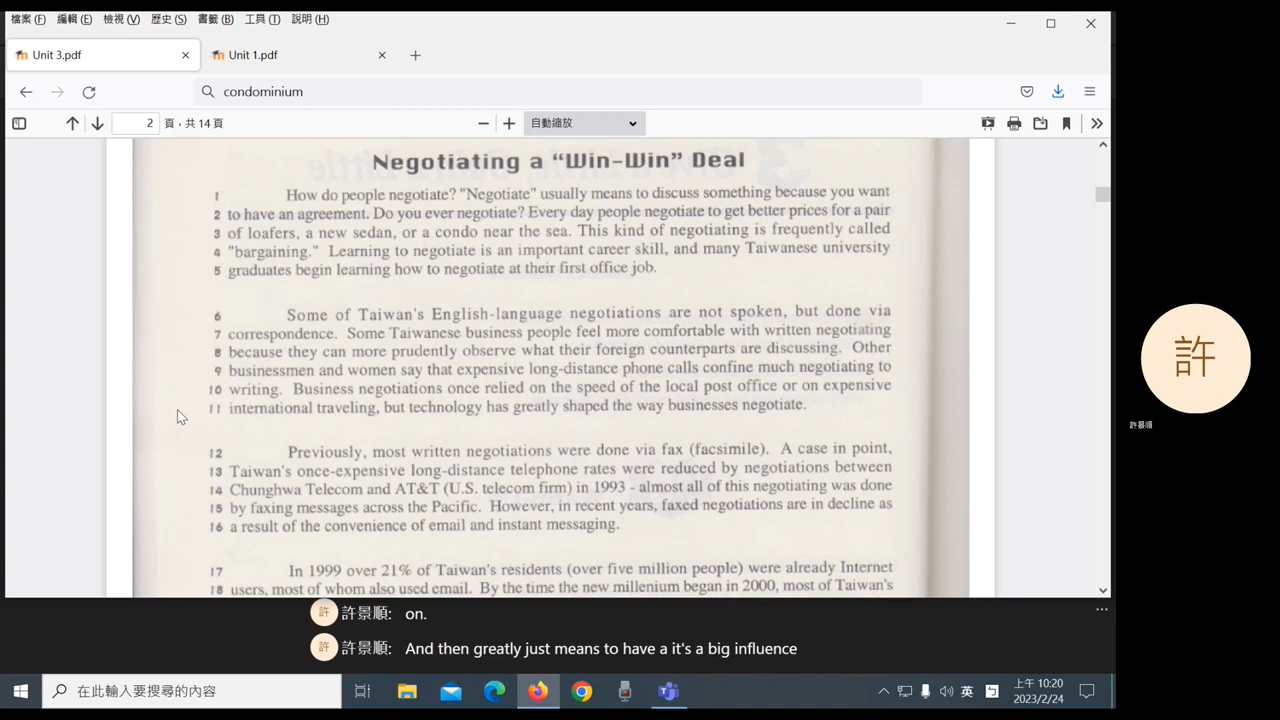 檔案 (F) 編輯 (E) 檢視 (V) 歷史 (S) 書籤 (B) 工具 (T) 說明 (H)
Unit 3.pdf
Unit 1.pdf
condominium
2 頁，共 14 頁
自動縮放
Negotiating a “Win-Win” Deal
1 How do people negotiate? "Negotiate" usually means to discuss something because you want
2 to have an agreement. Do you ever negotiate? Every day people negotiate to get better prices for a pair
3 of loafers, a new sedan, or a condo near the sea. This kind of negotiating is frequently called
4 "bargaining." Learning to negotiate is an important career skill, and many Taiwanese university
5 graduates begin learning how to negotiate at their first office job.
6 Some of Taiwan's English-language negotiations are not spoken, but done via
7 correspondence. Some Taiwanese business people feel more comfortable with written negotiating
8 because they can more prudently observe what their foreign counterparts are discussing. Other
9 businessmen and women say that expensive long-distance phone calls confine much negotiating to
10 writing. Business negotiations once relied on the speed of the local post office or on expensive
11 international traveling, but technology has greatly shaped the way businesses negotiate.
12 Previously, most written negotiations were done via fax (facsimile). A case in point,
13 Taiwan's once-expensive long-distance telephone rates were reduced by negotiations between
14 Chunghwa Telecom and AT&T (U.S. telecom firm) in 1993 - almost all of this negotiating was done
15 by faxing messages across the Pacific. However, in recent years, faxed negotiations are in decline as
16 a result of the convenience of email and instant messaging.
17 In 1999 over 21% of Taiwan's residents (over five million people) were already Internet
18 users, most of whom also used email. By the time the new millenium began in 2000, most of Taiwan's
許
許景順
許 許景順: on.
許 許景順: And then greatly just means to have a it's a big influence
在此輸入要搜尋的內容
英
上午 10:20
2023/2/24